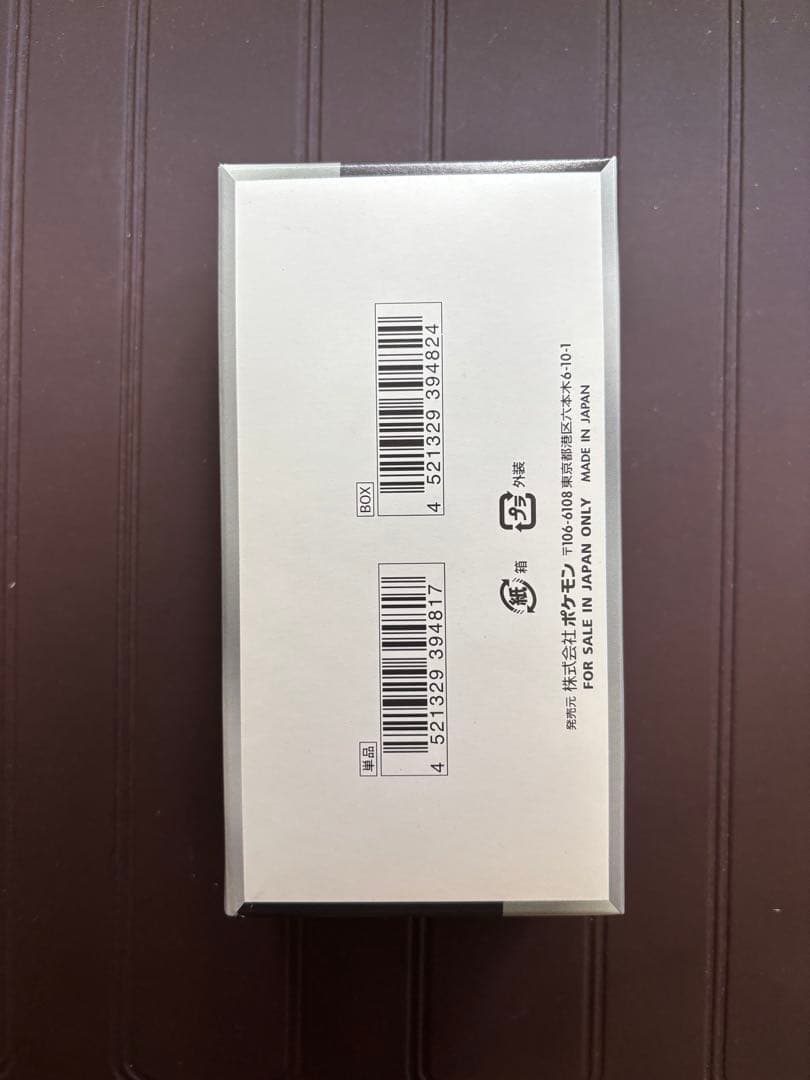 単品
4 521329 394817
BOX
4 521329 394824
紙 箱
プラ 外装
発売元 株式会社 ポケモン 〒106-6108 東京都港区六本木6-10-1
FOR SALE IN JAPAN ONLY MADE IN JAPAN